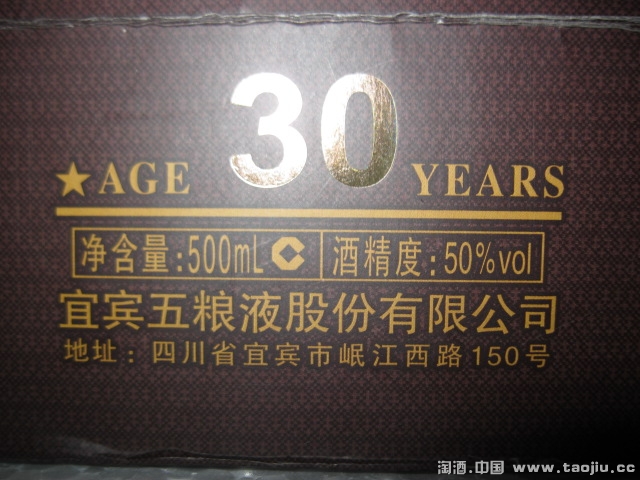 ★AGE 30 YEARS
净含量:500mL C 酒精度:50%vol
宜宾五粮液股份有限公司
地址:四川省宜宾市岷江西路150号
淘酒.中国 www.taojiu.cc